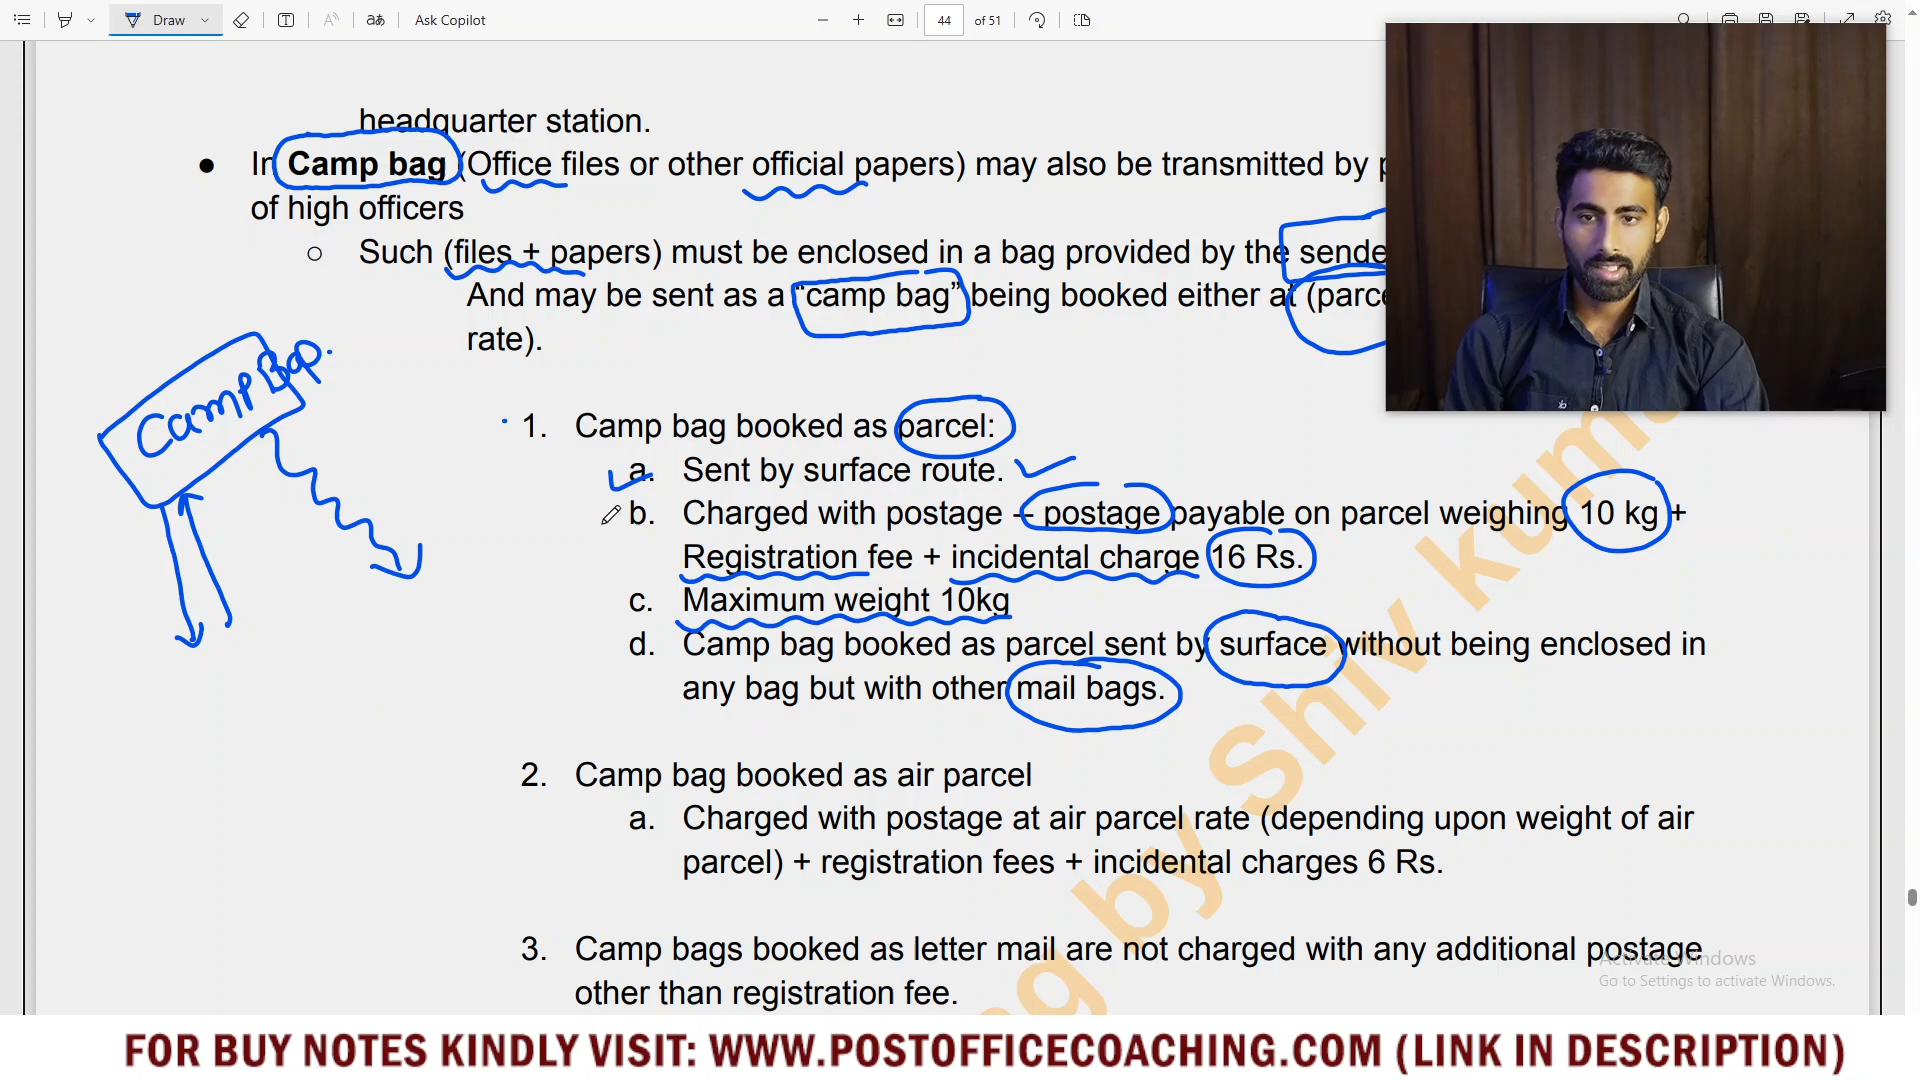 Draw
Ask Copilot
44 of 51
headquarter station.
● In Camp bag (Office files or other official papers) may also be transmitted by
of high officers
○ Such (files + papers) must be enclosed in a bag provided by the
And may be sent as a “camp bag” being booked either at
rate).
Camp Bag.
1. Camp bag booked as parcel:
a. Sent by surface route.
b. Charged with postage – postage payable on parcel weighing 10 kg +
Registration fee + incidental charge 16 Rs.
c. Maximum weight 10kg
d. Camp bag booked as parcel sent by surface without being enclosed in
any bag but with other mail bags.
2. Camp bag booked as air parcel
a. Charged with postage at air parcel rate (depending upon weight of air
parcel) + registration fees + incidental charges 6 Rs.
3. Camp bags booked as letter mail are not charged with any additional postage
other than registration fee.
by Shiv
Activate Windows
Go to Settings to activate Windows.
FOR BUY NOTES KINDLY VISIT: WWW.POSTOFFICECOACHING.COM (LINK IN DESCRIPTION)